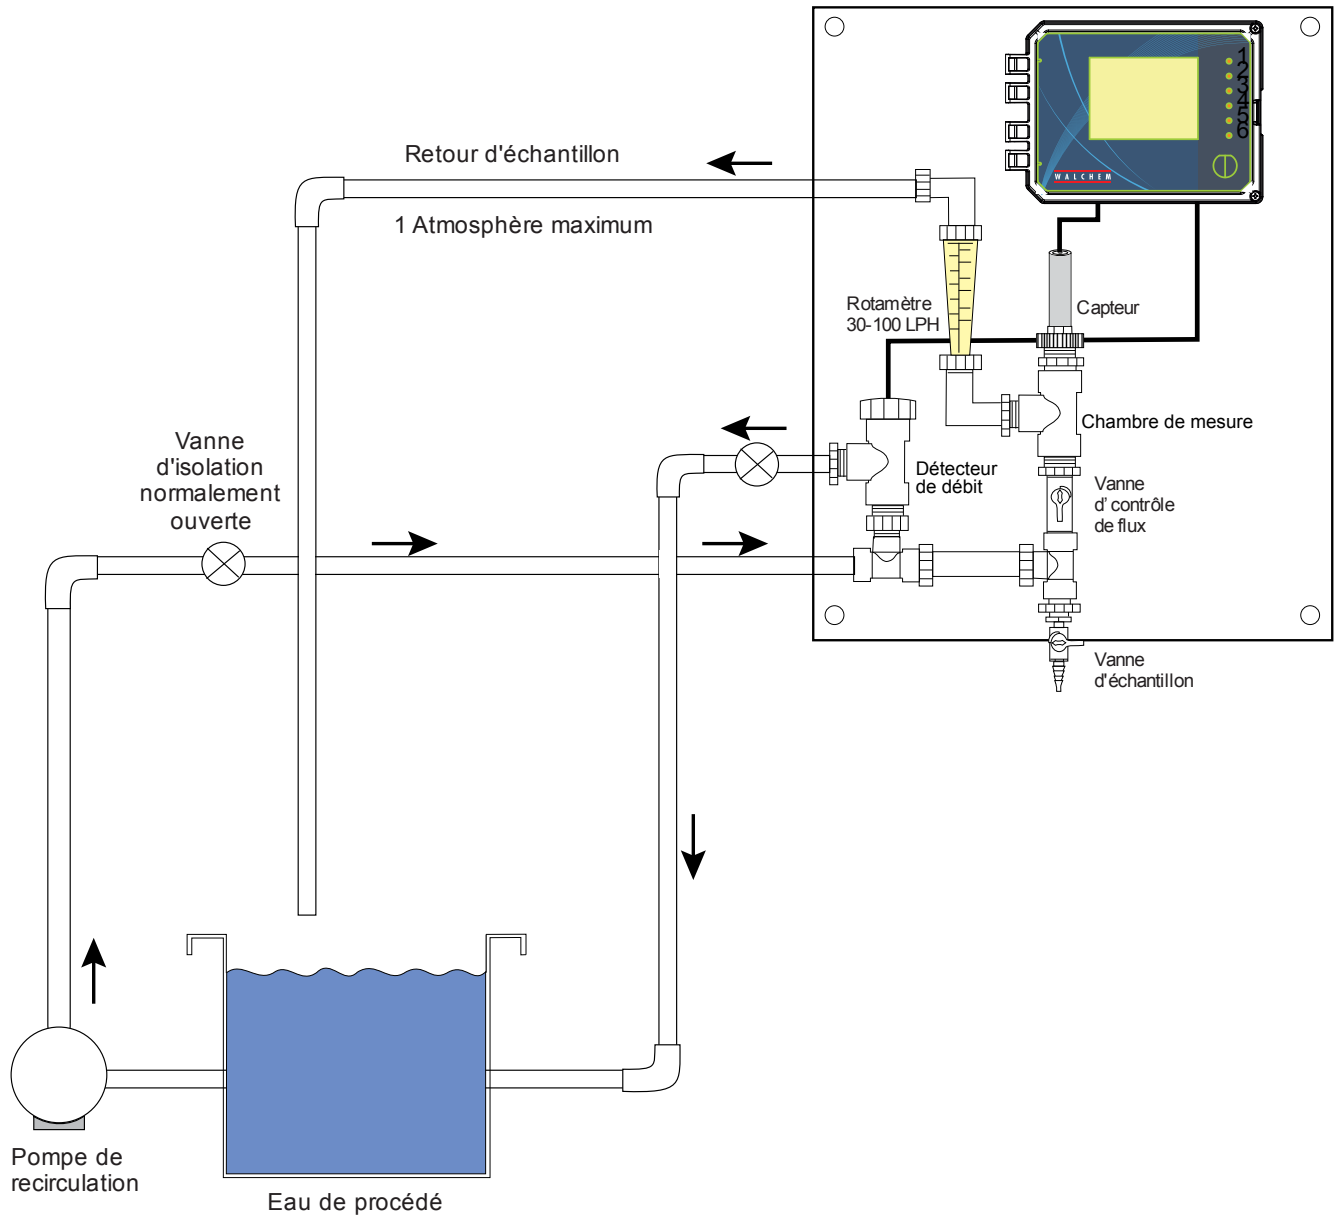 1
2
3
4
5
6
WALCHEM
Retour d'échantillon
1 Atmosphère maximum
Rotamètre
30-100 LPH
Capteur
Chambre de mesure
Vanne
d'isolation
normalement
ouverte
Détecteur
de débit
Vanne
d' contrôle
de flux
Vanne
d'échantillon
Pompe de
recirculation
Eau de procédé